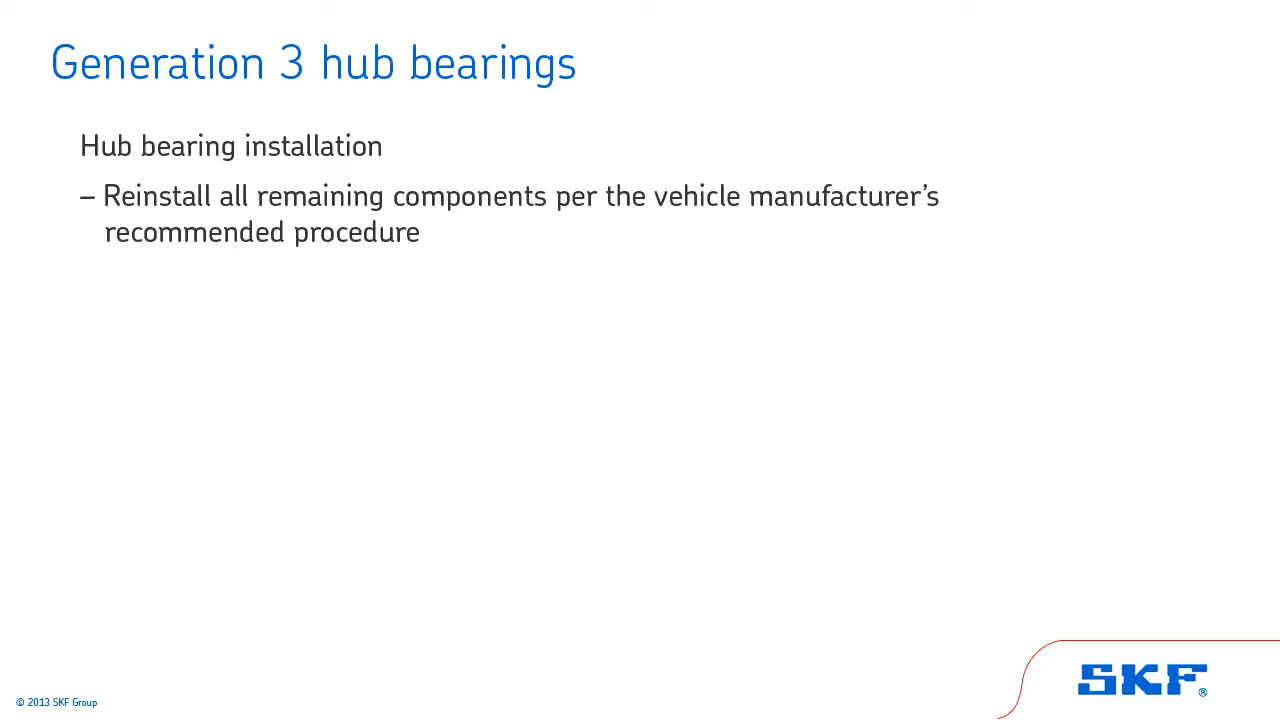 Generation 3 hub bearings
Hub bearing installation
– Reinstall all remaining components per the vehicle manufacturer’s
recommended procedure
SKF®
© 2013 SKF Group